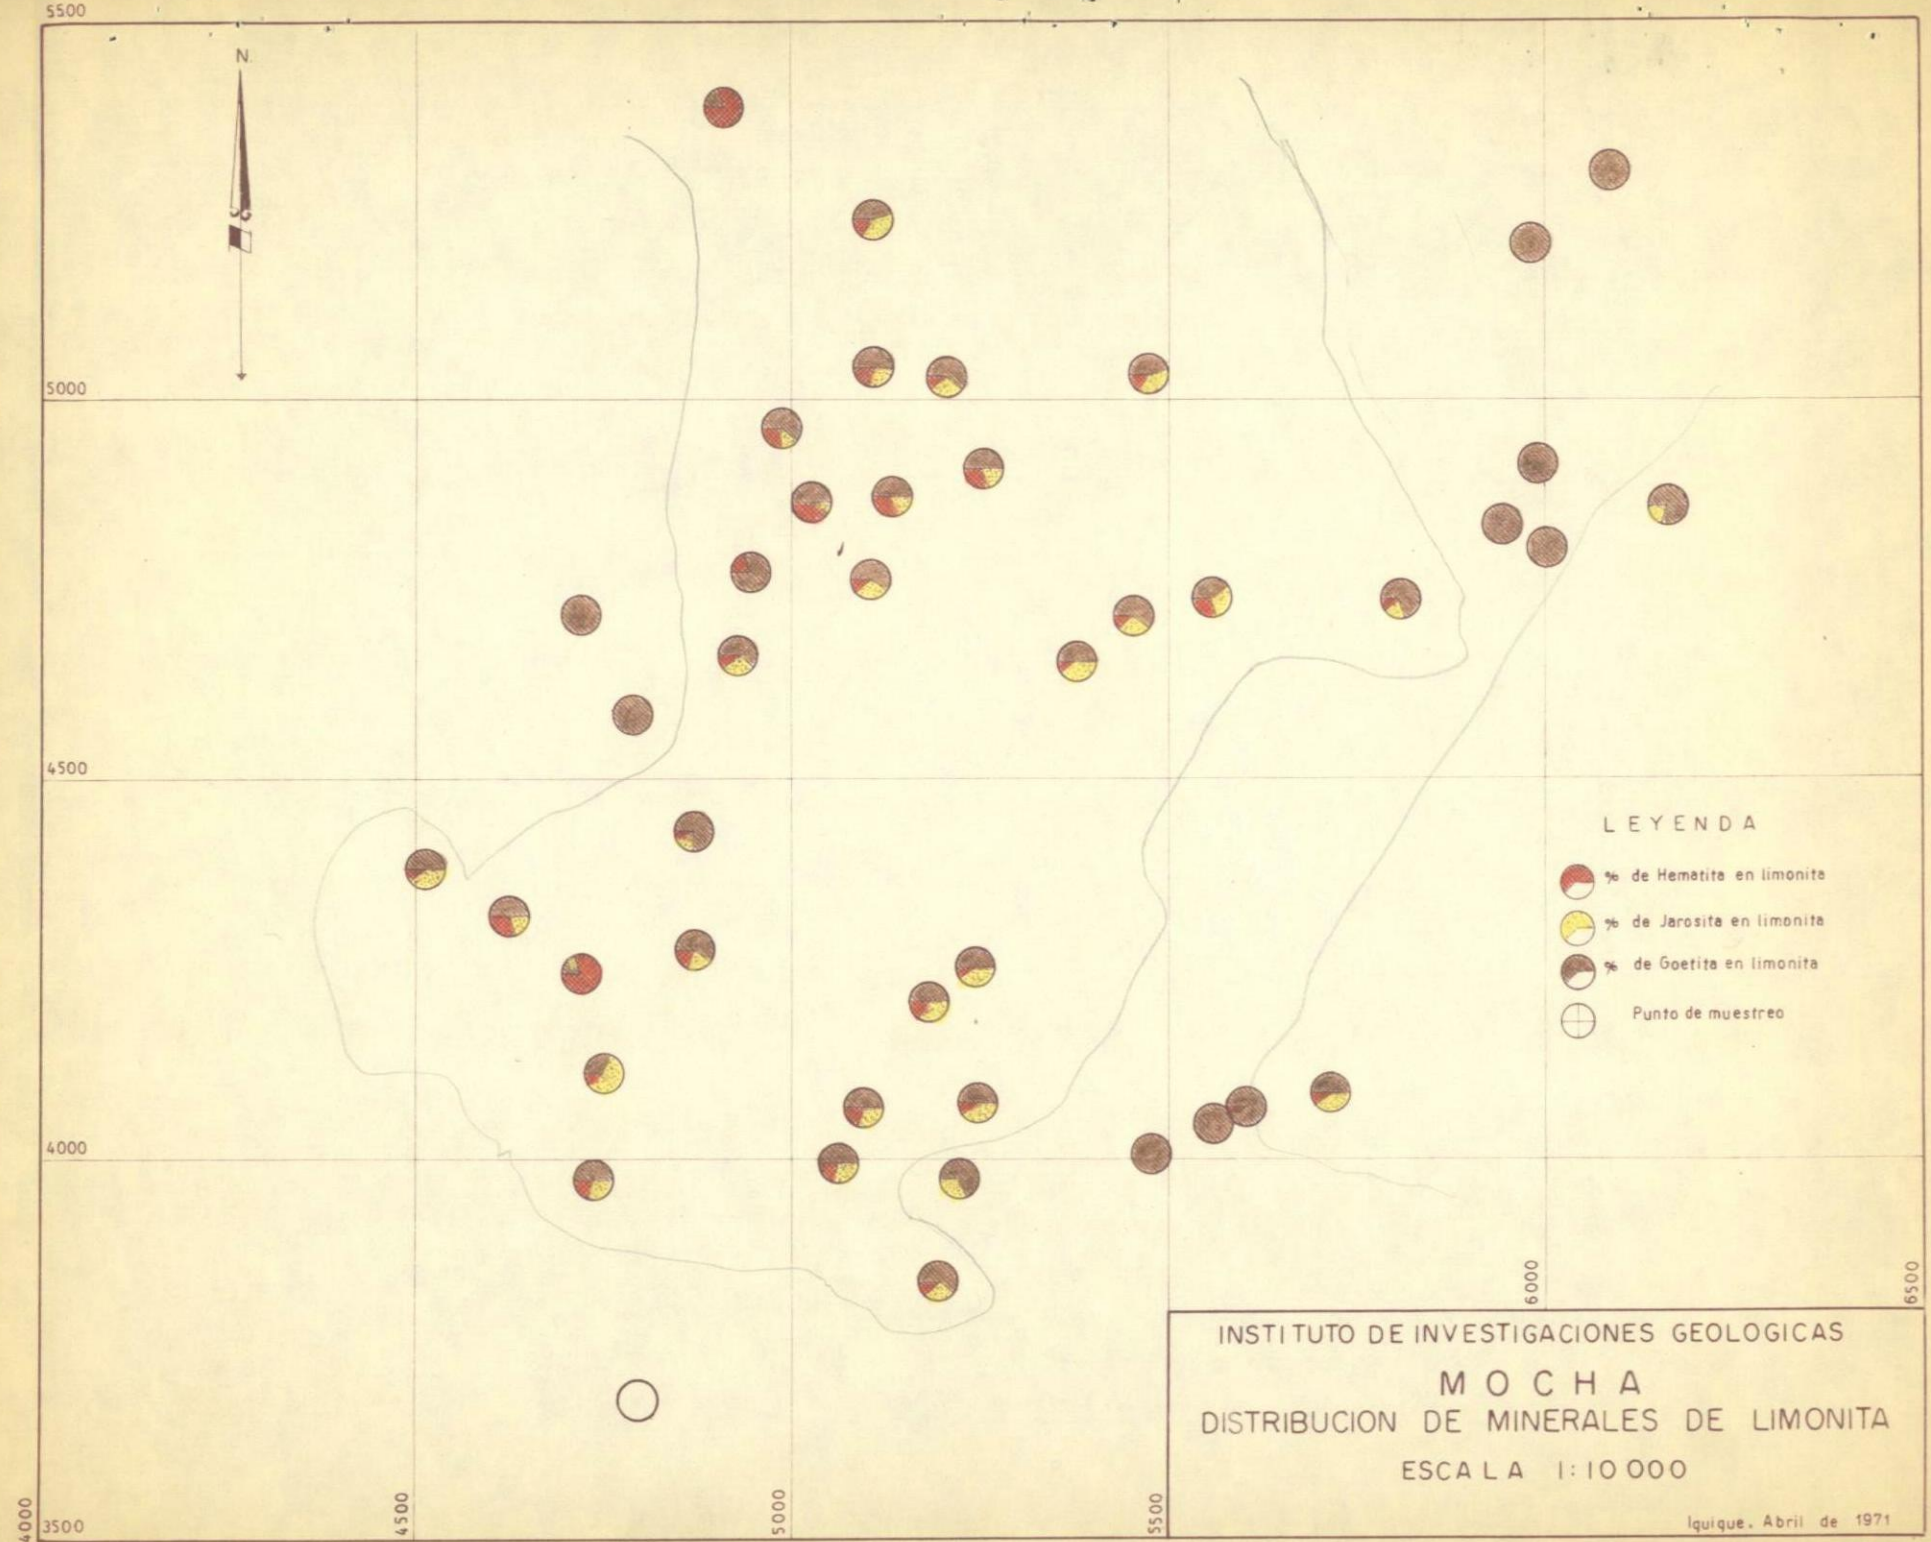 5500
N
5000
4500
LEYENDA
% de Hematita en limonita
% de Jarosita en limonita
% de Goetita en limonita
Punto de muestreo
4000
6000
6500
INSTITUTO DE INVESTIGACIONES GEOLOGICAS
MOCHA
DISTRIBUCION DE MINERALES DE LIMONITA
ESCALA 1:10000
Iquique, Abril de 1971
4000
3500
4500
5000
5500